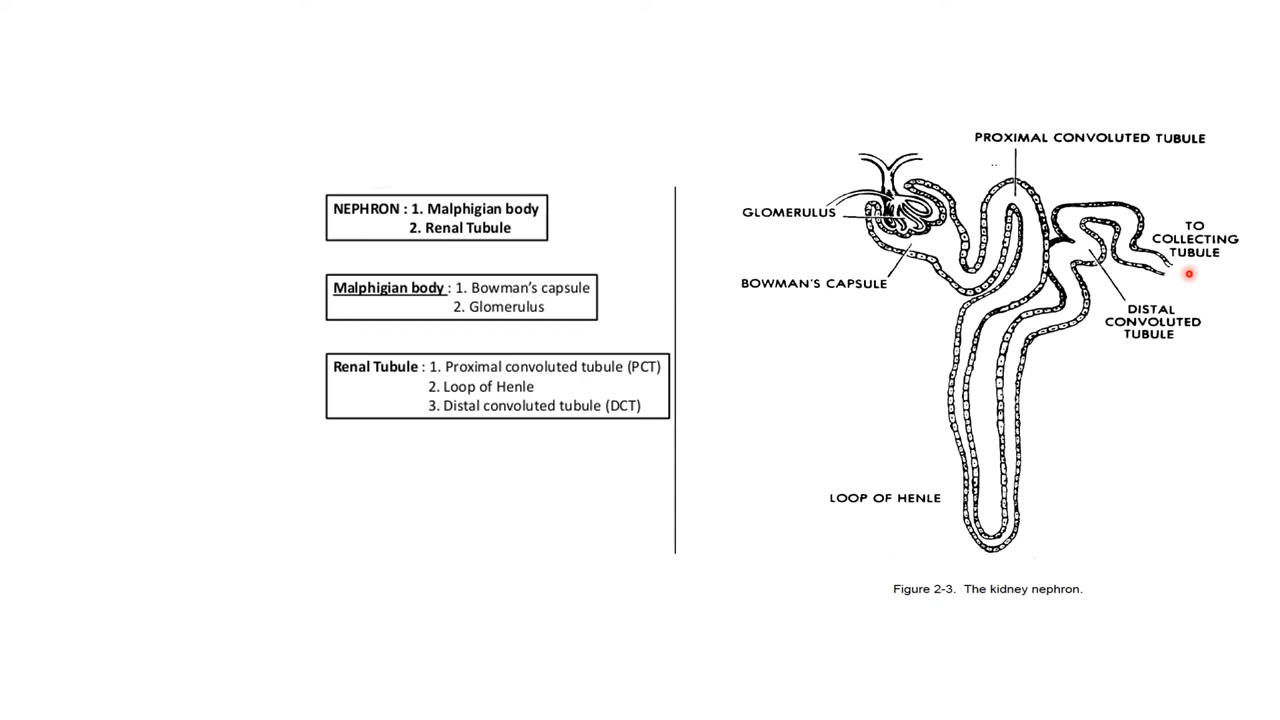 NEPHRON : 1. Malphigian body
2. Renal Tubule
Malphigian body : 1. Bowman's capsule
2. Glomerulus
Renal Tubule : 1. Proximal convoluted tubule (PCT)
2. Loop of Henle
3. Distal convoluted tubule (DCT)
PROXIMAL CONVOLUTED TUBULE
GLOMERULUS
BOWMAN'S CAPSULE
TO
COLLECTING
TUBULE
DISTAL
CONVOLUTED
TUBULE
LOOP OF HENLE
Figure 2-3. The kidney nephron.